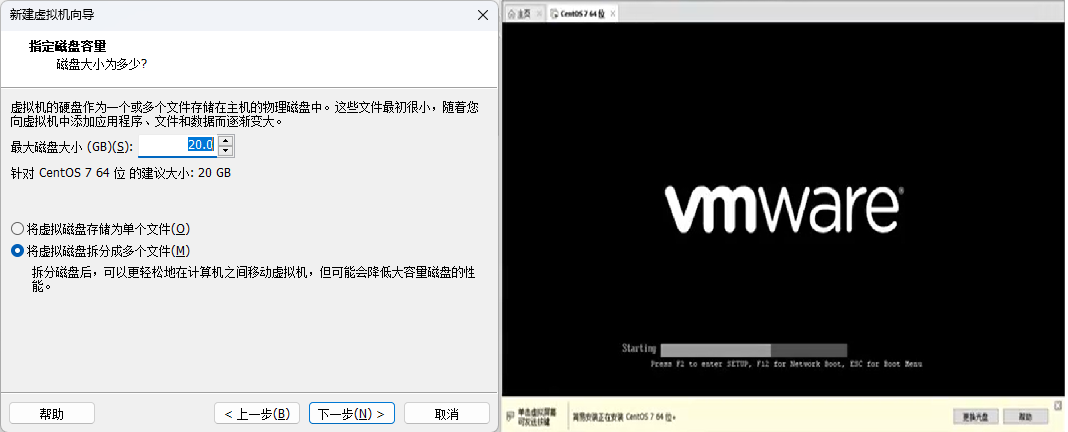 新建虚拟机向导
指定磁盘容量
磁盘大小为多少?
虚拟机的硬盘作为一个或多个文件存储在主机的物理磁盘中。这些文件最初很小，随着您
向虚拟机中添加应用程序、文件和数据而逐渐变大。
最大磁盘大小 (GB)(S): 20.0
针对 CentOS 7 64 位 的建议大小: 20 GB
将虚拟磁盘存储为单个文件(O)
将虚拟磁盘拆分成多个文件(M)
拆分磁盘后，可以更轻松地在计算机之间移动虚拟机，但可能会降低大容量磁盘的性
能。
帮助
< 上一步(B)
下一步(N) >
取消
主页
CentOS 7 64 位
vmware®
Starting
Press F2 to enter SETUP, F12 for Network Boot, ESC for Boot Menu
单击虚拟屏幕
可发送按键
简易安装正在安装 CentOS 7 64 位。
更换光盘
帮助